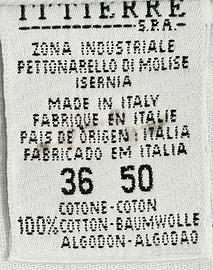 ITTIERRE
S.P.A.
ZONA INDUSTRIALE
PETTORANELLO DI MOLISE
ISERNIA
MADE IN ITALY
FABRIQUE EN ITALIE
PAIS DE ORIGEN ITALIA
FABRICADO EM ITALIA
36 50
COTONE-COTON
100% COTTON-BAUMWOLLE
ALGODON-ALGODAO